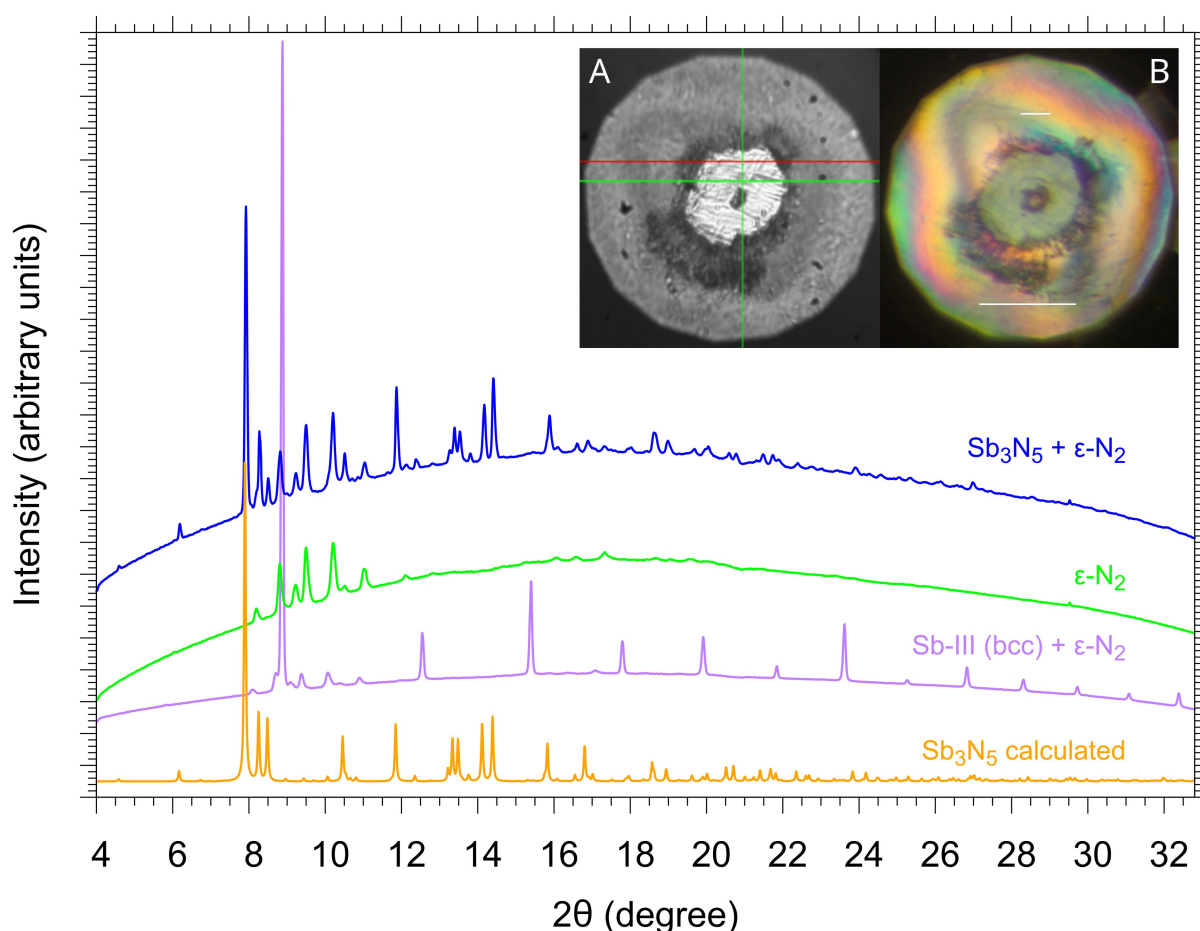 A
B
Intensity (arbitrary units)
Sb₃N₅ + ε-N₂
ε-N₂
Sb-III (bcc) + ε-N₂
Sb₃N₅ calculated
4 6 8 10 12 14 16 18 20 22 24 26 28 30 32
2θ (degree)